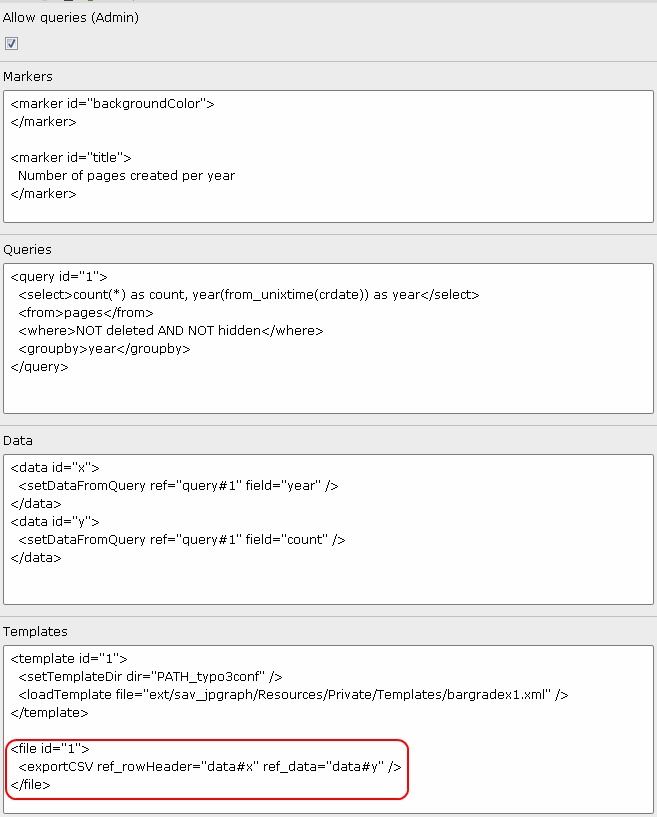 Allow queries (Admin)
Markers
<marker id="backgroundColor">
</marker>
<marker id="title">
Number of pages created per year
</marker>
Queries
<query id="1">
<select>count(*) as count, year(from_unixtime(crdate)) as year</select>
<from>pages</from>
<where>NOT deleted AND NOT hidden</where>
<groupby>year</groupby>
</query>
Data
<data id="x">
<setDataFromQuery ref="query#1" field="year" />
</data>
<data id="y">
<setDataFromQuery ref="query#1" field="count" />
</data>
Templates
<template id="1">
<setTemplateDir dir="PATH_typo3conf" />
<loadTemplate file="ext/sav_jpgraph/Resources/Private/Templates/bargradex1.xml" />
</template>
<file id="1">
<exportCSV ref_rowHeader="data#x" ref_data="data#y" />
</file>